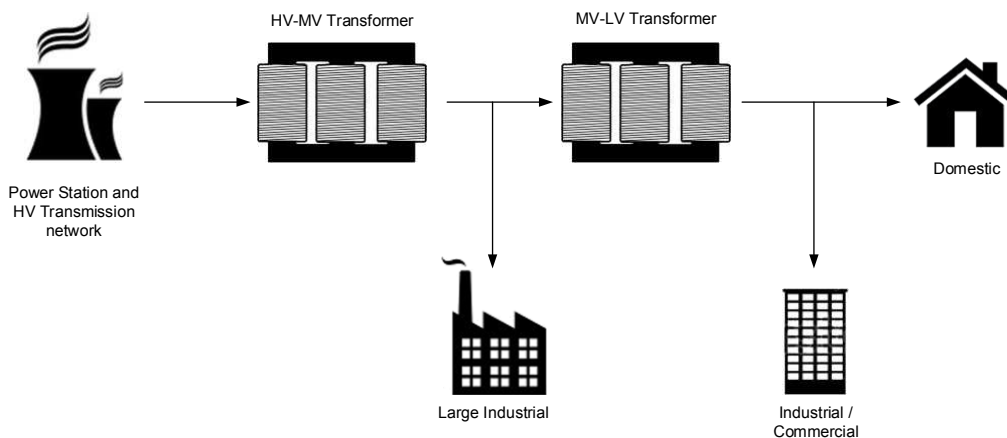 HV-MV Transformer
MV-LV Transformer
Power Station and
HV Transmission
network
Domestic
Large Industrial
Industrial /
Commercial